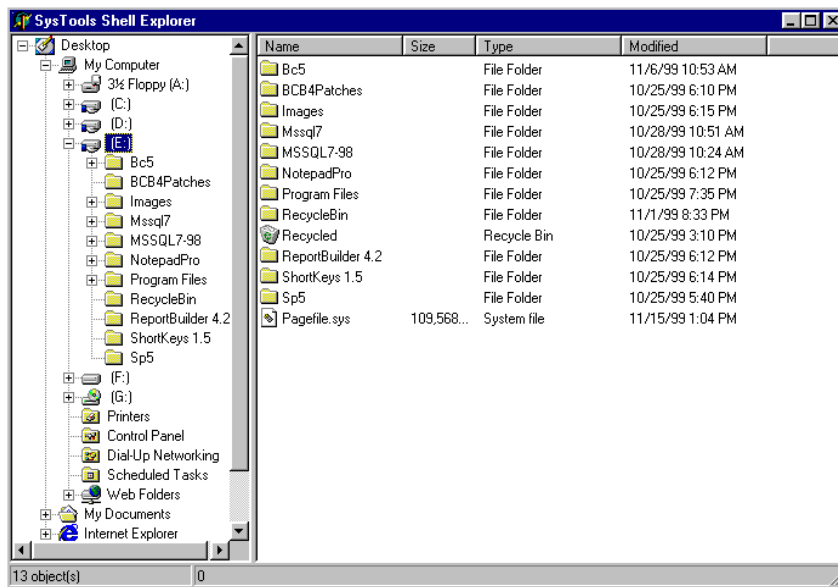 SysTools Shell Explorer
Desktop
My Computer
3½ Floppy (A:)
(C:)
(D:)
(E:)
Bc5
BCB4Patches
Images
Mssql7
MSSQL7-98
NotepadPro
Program Files
RecycleBin
ReportBuilder 4.2
ShortKeys 1.5
Sp5
(F:)
(G:)
Printers
Control Panel
Dial-Up Networking
Scheduled Tasks
Web Folders
My Documents
Internet Explorer
Name Size Type Modified
Bc5 File Folder 11/6/99 10:53 AM
BCB4Patches File Folder 10/25/99 6:10 PM
Images File Folder 10/25/99 6:15 PM
Mssql7 File Folder 10/28/99 10:51 AM
MSSQL7-98 File Folder 10/28/99 10:24 AM
NotepadPro File Folder 10/25/99 6:12 PM
Program Files File Folder 10/25/99 7:35 PM
RecycleBin File Folder 11/1/99 8:33 PM
Recycled Recycle Bin 10/25/99 3:10 PM
ReportBuilder 4.2 File Folder 10/25/99 6:12 PM
ShortKeys 1.5 File Folder 10/25/99 6:14 PM
Sp5 File Folder 10/25/99 5:40 PM
Pagefile.sys 109,568... System file 11/15/99 1:04 PM
13 object(s) 0